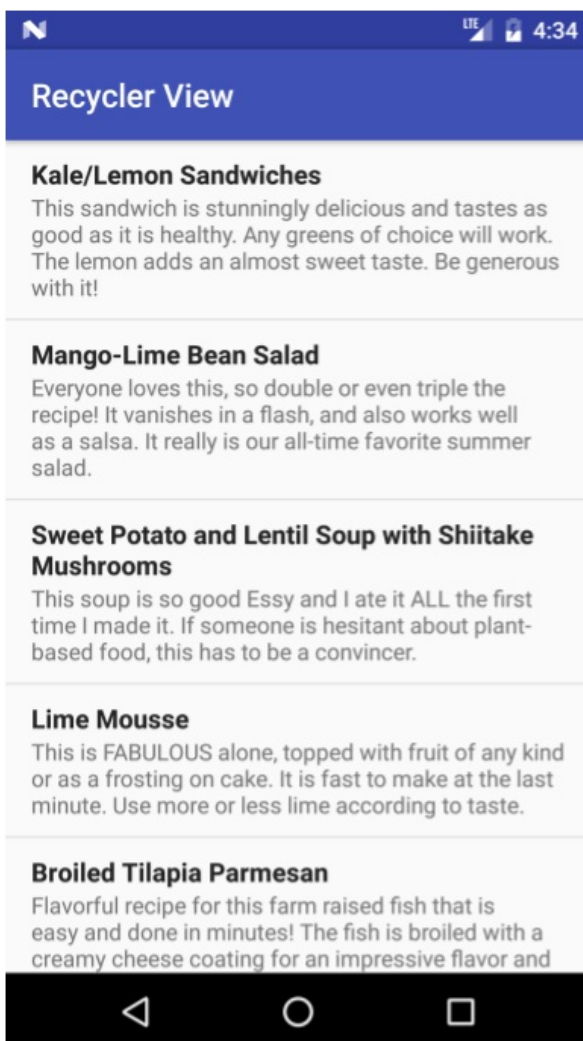 LTE 4:34
Recycler View
Kale/Lemon Sandwiches
This sandwich is stunningly delicious and tastes as
good as it is healthy. Any greens of choice will work.
The lemon adds an almost sweet taste. Be generous
with it!
Mango-Lime Bean Salad
Everyone loves this, so double or even triple the
recipe! It vanishes in a flash, and also works well
as a salsa. It really is our all-time favorite summer
salad.
Sweet Potato and Lentil Soup with Shiitake
Mushrooms
This soup is so good Essy and I ate it ALL the first
time I made it. If someone is hesitant about plant-
based food, this has to be a convincer.
Lime Mousse
This is FABULOUS alone, topped with fruit of any kind
or as a frosting on cake. It is fast to make at the last
minute. Use more or less lime according to taste.
Broiled Tilapia Parmesan
Flavorful recipe for this farm raised fish that is
easy and done in minutes! The fish is broiled with a
creamy cheese coating for an impressive flavor and